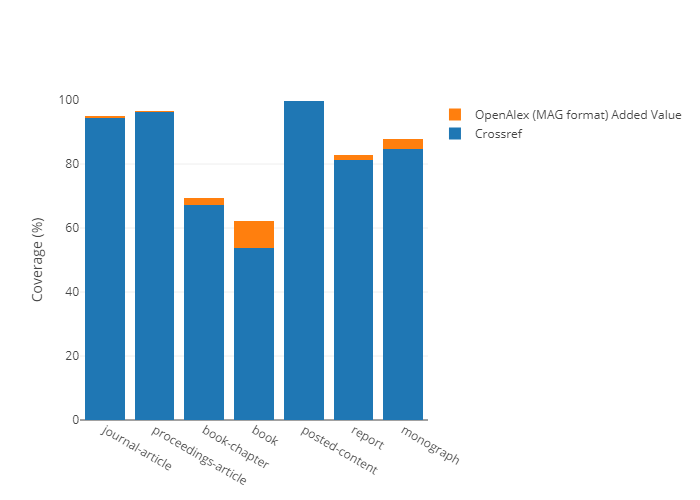 100
80
60
40
20
0
Coverage (%)
journal-article
proceedings-article
book-chapter
book
posted-content
report
monograph
OpenAlex (MAG format) Added Value
Crossref